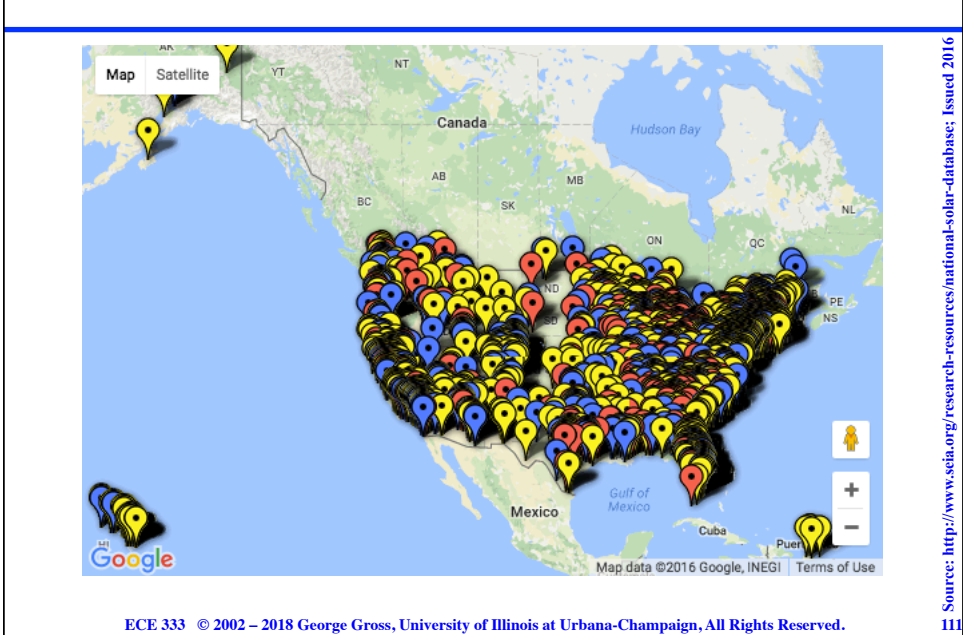 AK
Map Satellite
YT
NT
Canada
Hudson Bay
AB
MB
BC
SK
NL
ON
QC
ND
PE
NS
SD
Gulf of
Mexico
Mexico
Cuba
HI
Google
Map data ©2016 Google, INEGI Terms of Use
Source: http://www.seia.org/research-resources/national-solar-database; Issued 2016
ECE 333 © 2002 – 2018 George Gross, University of Illinois at Urbana-Champaign, All Rights Reserved.
111